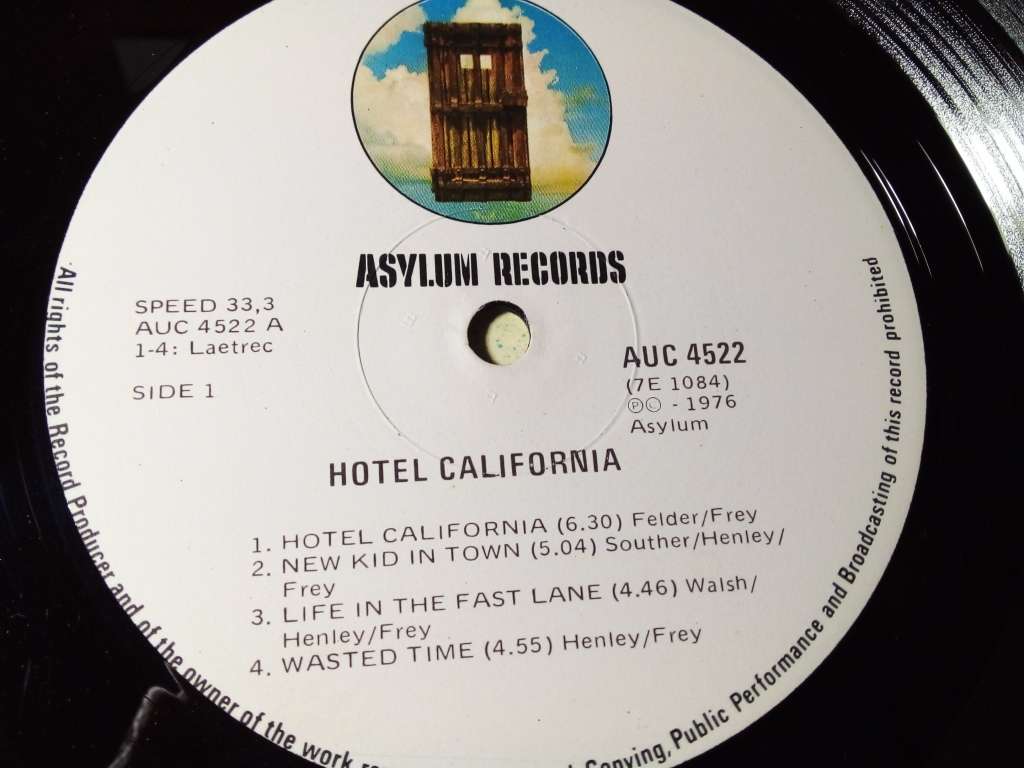 ASYLUM RECORDS
SPEED 33,3
AUC 4522 A
1-4: Laetrec
SIDE 1
AUC 4522
(7E 1084)
Ⓟ Ⓒ - 1976
Asylum
HOTEL CALIFORNIA
1. HOTEL CALIFORNIA (6.30) Felder/Frey
2. NEW KID IN TOWN (5.04) Souther/Henley/
Frey
3. LIFE IN THE FAST LANE (4.46) Walsh/
Henley/Frey
4. WASTED TIME (4.55) Henley/Frey
All rights of the Record Producer and of the owner of the work
Copying, Public Performance and Broadcasting of this record prohibited